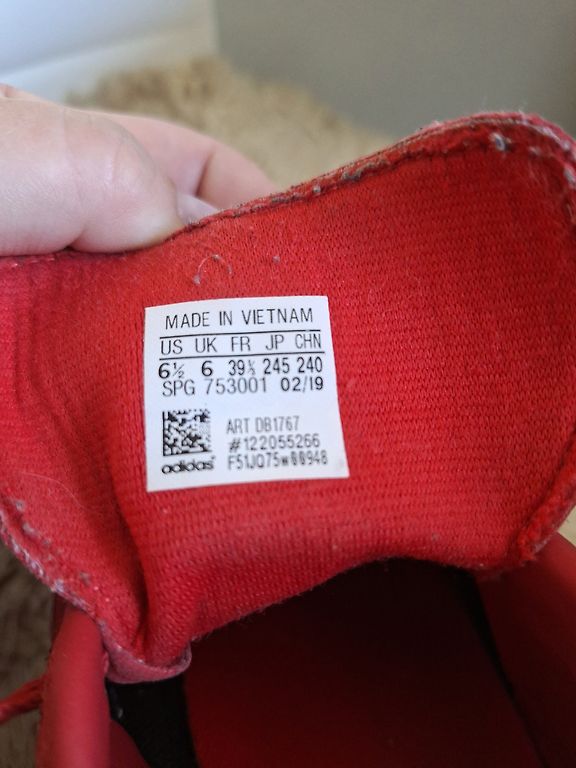 MADE IN VIETNAM
US UK FR JP CHN
6½ 6 39⅓ 245 240
SPG 753001 02/19
ART DB1767
#122055266
adidas F51JQ75w00948